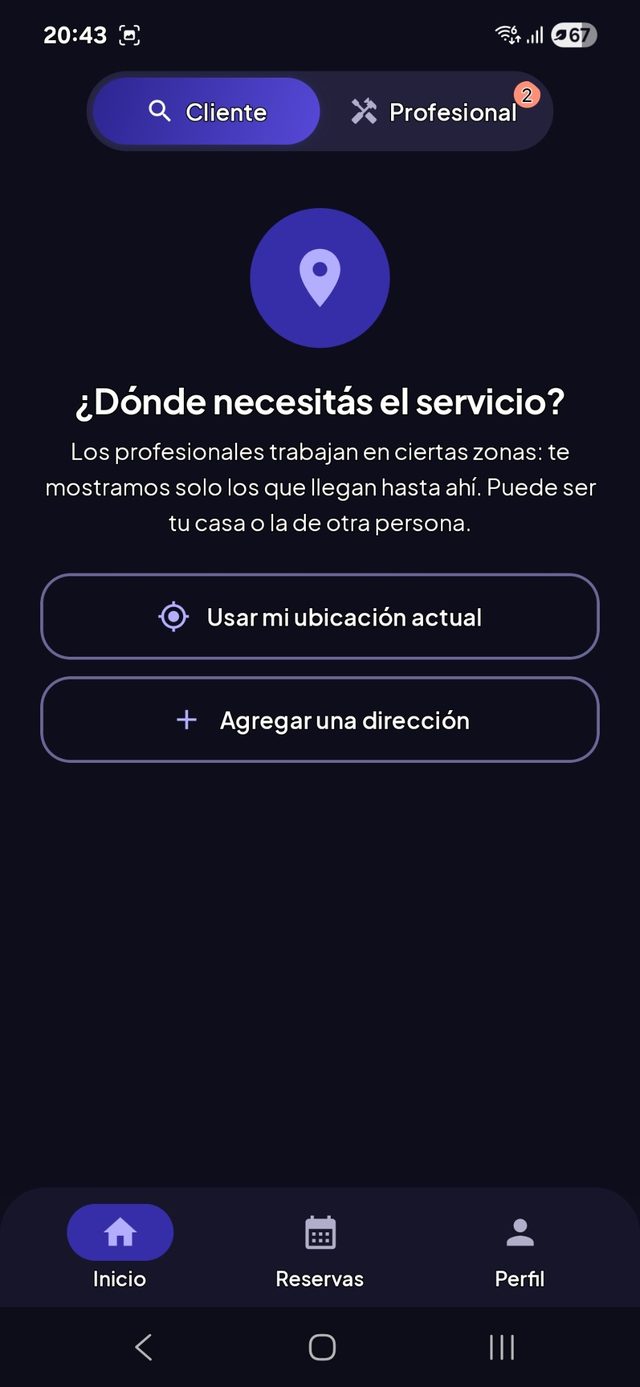 20:43
67
Cliente
Profesional
2
¿Dónde necesitás el servicio?
Los profesionales trabajan en ciertas zonas: te
mostramos solo los que llegan hasta ahí. Puede ser
tu casa o la de otra persona.
Usar mi ubicación actual
Agregar una dirección
Inicio
Reservas
Perfil